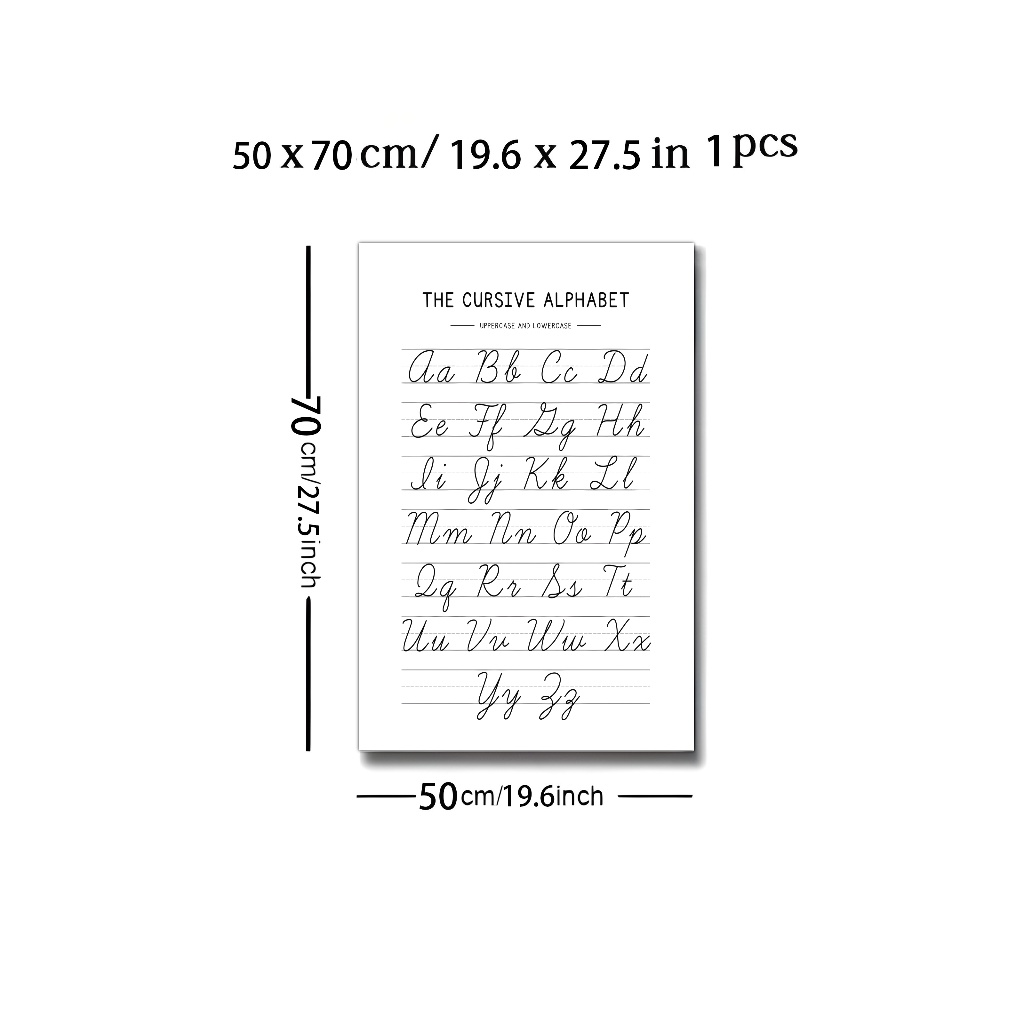 50 x 70 cm/ 19.6 x 27.5 in 1 pcs
THE CURSIVE ALPHABET
UPPERCASE AND LOWERCASE
Aa Bb Cc Dd
Ee Ff Gg Hh
Ii Jj Kk Ll
Mm Nn Oo Pp
Qq Rr Ss Tt
Uu Vv Ww Xx
Yy Zz
70 cm/27.5inch
50cm/19.6inch